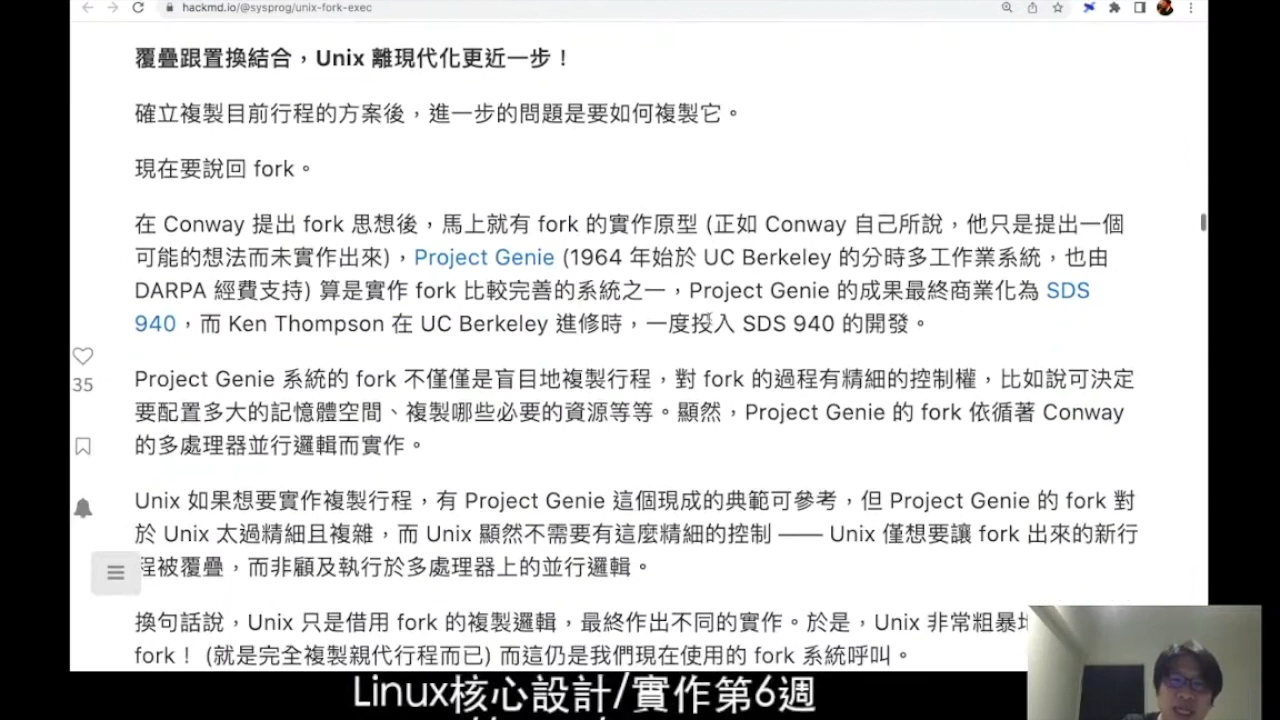 hackmd.io/@sysprog/unix-fork-exec
覆疊跟置換結合，Unix 離現代化更近一步！
確立複製目前行程的方案後，進一步的問題是要如何複製它。
現在要說回 fork。
在 Conway 提出 fork 思想後，馬上就有 fork 的實作原型 (正如 Conway 自己所說，他只是提出一個
可能的想法而未實作出來)，Project Genie (1964 年始於 UC Berkeley 的分時多工作業系統，也由
DARPA 經費支持) 算是實作 fork 比較完善的系統之一，Project Genie 的成果最終商業化為 SDS
940，而 Ken Thompson 在 UC Berkeley 進修時，一度投入 SDS 940 的開發。
35
Project Genie 系統的 fork 不僅僅是盲目地複製行程，對 fork 的過程有精細的控制權，比如說可決定
要配置多大的記憶體空間、複製哪些必要的資源等等。顯然，Project Genie 的 fork 依循著 Conway
的多處理器並行邏輯而實作。
Unix 如果想要實作複製行程，有 Project Genie 這個現成的典範可參考，但 Project Genie 的 fork 對
於 Unix 太過精細且複雜，而 Unix 顯然不需要有這麼精細的控制 —— Unix 僅想要讓 fork 出來的新行
程被覆疊，而非顧及執行於多處理器上的並行邏輯。
換句話說，Unix 只是借用 fork 的複製邏輯，最終作出不同的實作。於是，Unix 非常粗暴地
fork！ (就是完全複製親代行程而已) 而這仍是我們現在使用的 fork 系統呼叫。
Linux核心設計/實作第6週